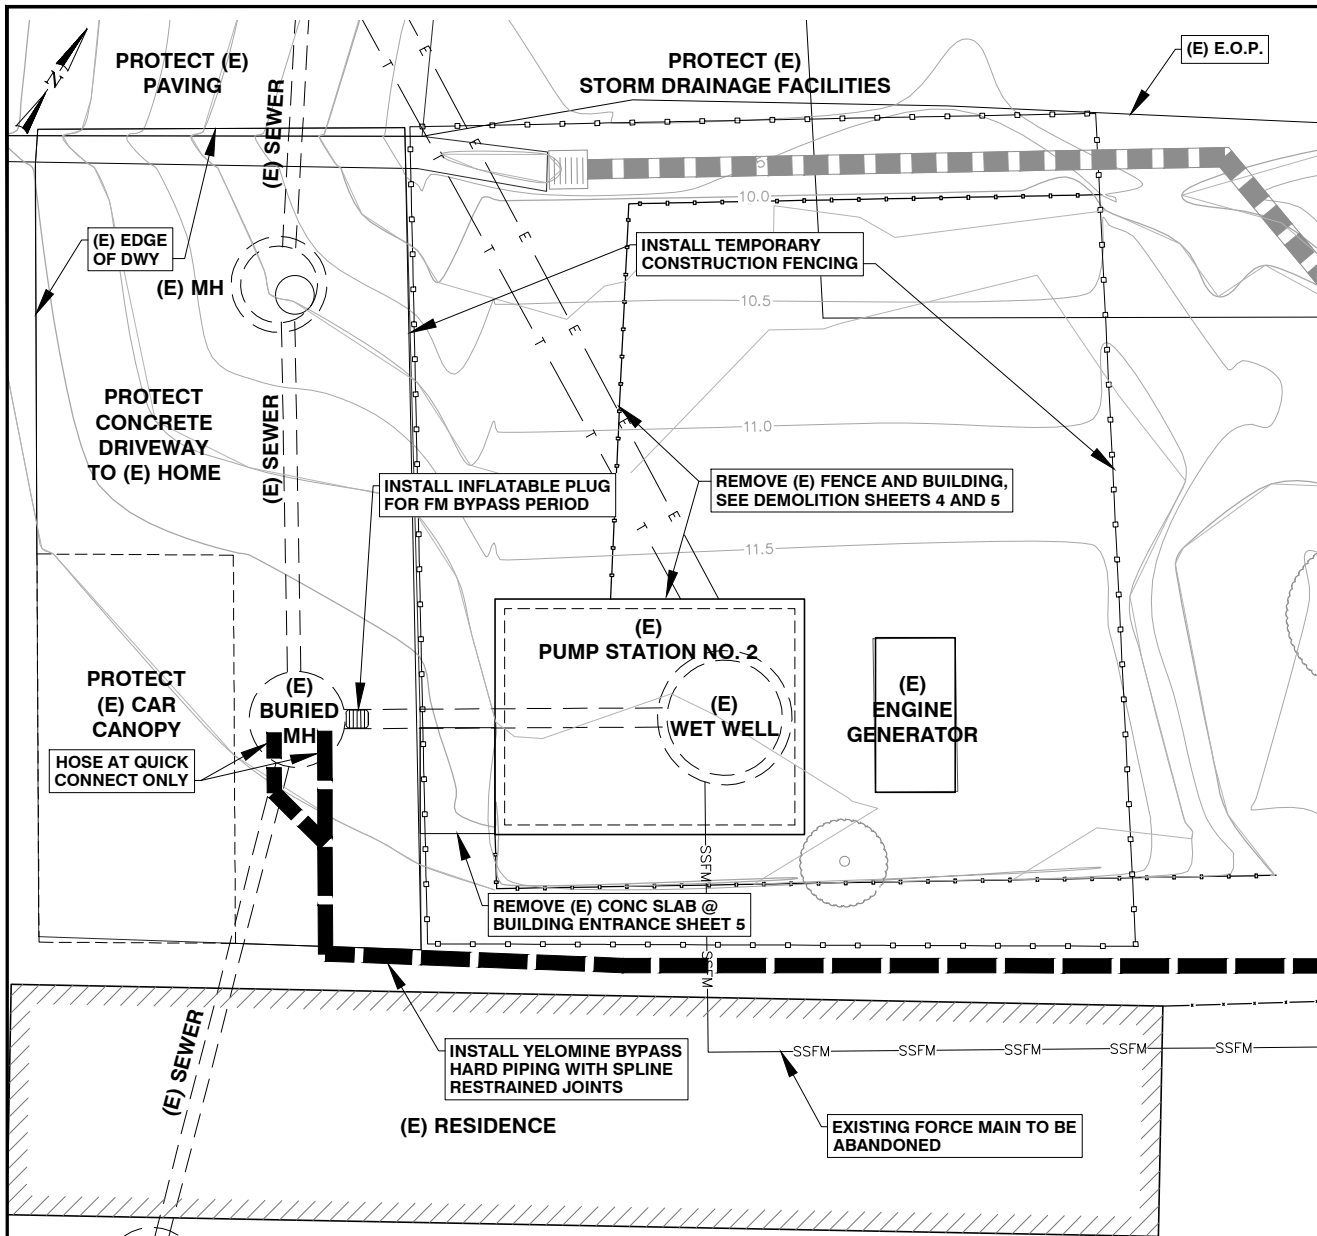 PROTECT (E)
PAVING
PROTECT (E)
STORM DRAINAGE FACILITIES
(E) E.O.P.
N
(E) SEWER
E
T
E
T
10.0
(E) EDGE
OF DWY
INSTALL TEMPORARY
CONSTRUCTION FENCING
E
T
(E) MH
10.5
E
T
PROTECT
CONCRETE
DRIVEWAY
TO (E) HOME
(E) SEWER
11.0
E
T
INSTALL INFLATABLE PLUG
FOR FM BYPASS PERIOD
REMOVE (E) FENCE AND BUILDING,
SEE DEMOLITION SHEETS 4 AND 5
E
T
11.5
(E)
PUMP STATION NO. 2
PROTECT
(E) CAR
CANOPY
(E)
BURIED
MH
(E)
WET WELL
(E)
ENGINE
GENERATOR
HOSE AT QUICK
CONNECT ONLY
SSFM
REMOVE (E) CONC SLAB @
BUILDING ENTRANCE SHEET 5
SSFM
(E) SEWER
INSTALL YELOMINE BYPASS
HARD PIPING WITH SPLINE
RESTRAINED JOINTS
SSFM
SSFM
SSFM
SSFM
SSFM
(E) RESIDENCE
EXISTING FORCE MAIN TO BE
ABANDONED